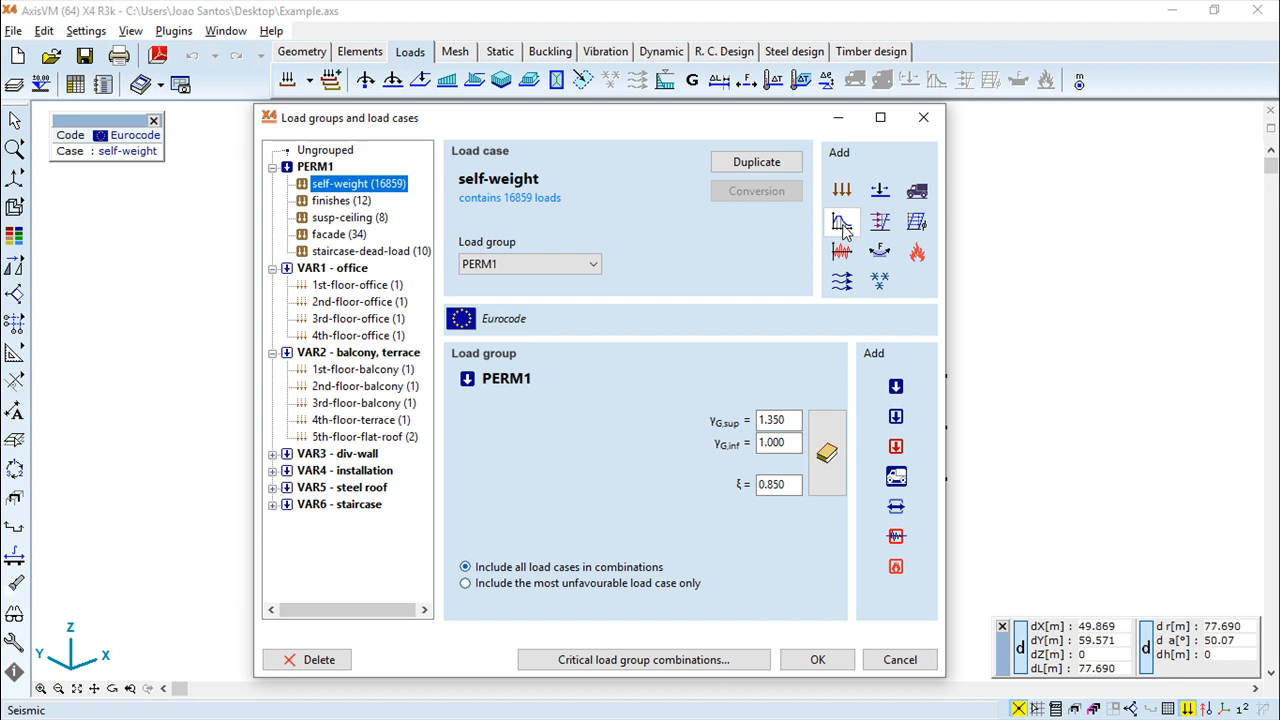 AxisVM (64) X4 R3k - C:\Users\Joao Santos\Desktop\Example.axs
File Edit Settings View Plugins Window Help
Geometry Elements Loads Mesh Static Buckling Vibration Dynamic R. C. Design Steel design Timber design
Code Eurocode
Case : self-weight
X4 Load groups and load cases
Ungrouped
PERM1
self-weight (16859)
finishes (12)
susp-ceiling (8)
facade (34)
staircase-dead-load (10)
VAR1 - office
1st-floor-office (1)
2nd-floor-office (1)
3rd-floor-office (1)
4th-floor-office (1)
VAR2 - balcony, terrace
1st-floor-balcony (1)
2nd-floor-balcony (1)
3rd-floor-balcony (1)
4th-floor-terrace (1)
5th-floor-flat-roof (2)
VAR3 - div-wall
VAR4 - installation
VAR5 - steel roof
VAR6 - staircase
Load case
self-weight
contains 16859 loads
Duplicate
Conversion
Load group
PERM1
Add
Eurocode
Load group
PERM1
γG,sup = 1.350
γG,inf = 1.000
ξ = 0.850
Include all load cases in combinations
Include the most unfavourable load case only
Add
Delete
Critical load group combinations...
OK
Cancel
Z
Y
X
d
dX[m] : 49.869
dY[m] : 59.571
dZ[m] : 0
dL[m] : 77.690
d
d r[m] : 77.690
d a[°] : 50.07
dh[m] : 0
Seismic